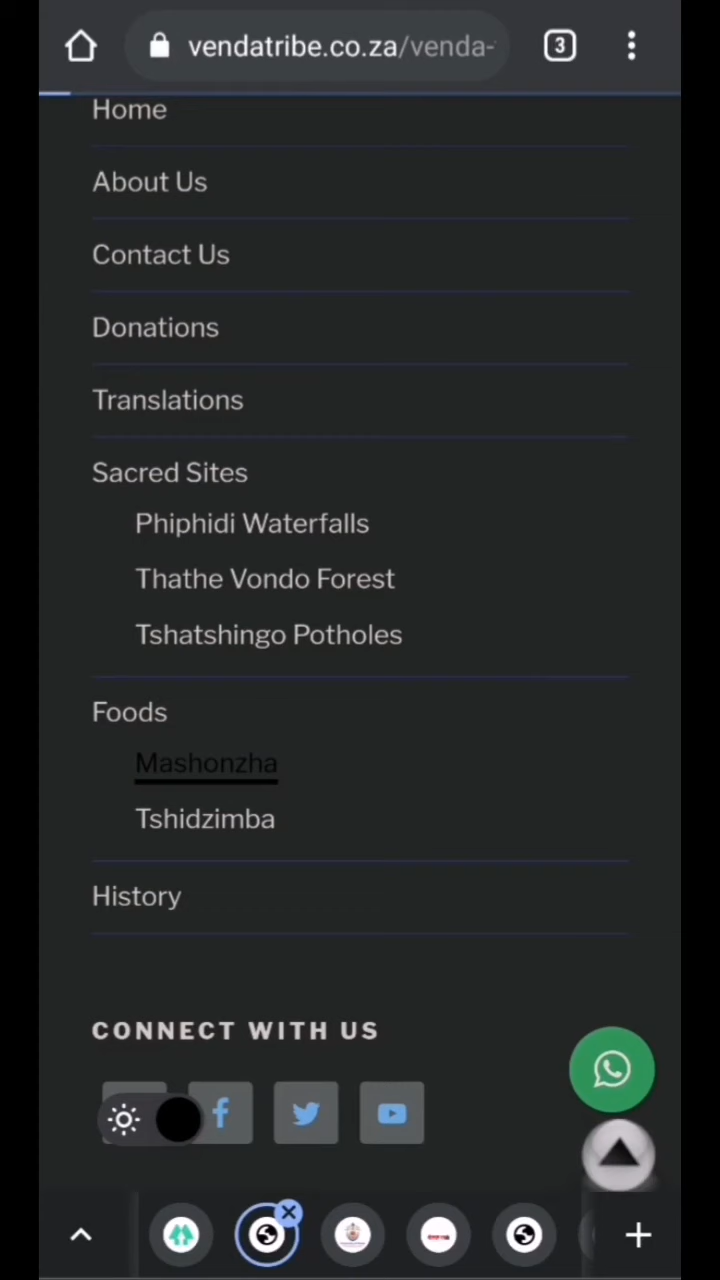 vendatribe.co.za/venda-
3
Home
About Us
Contact Us
Donations
Translations
Sacred Sites
Phiphidi Waterfalls
Thathe Vondo Forest
Tshatshingo Potholes
Foods
Mashonzha
Tshidzimba
History
CONNECT WITH US